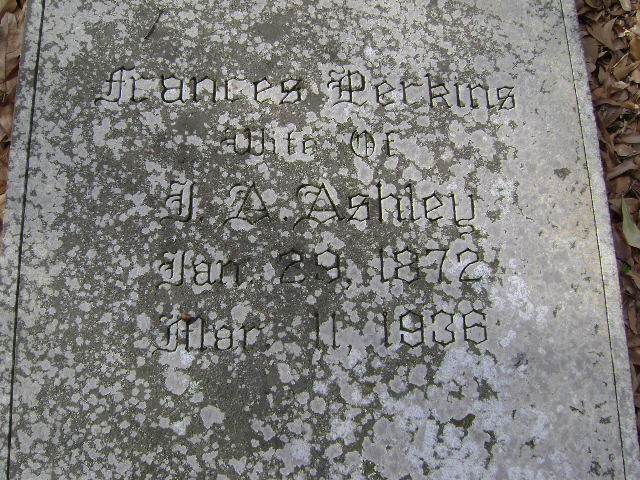 Frances Perkins
Wife Of
J. A. Ashley
Jan. 29, 1872
Mar. 11, 1936